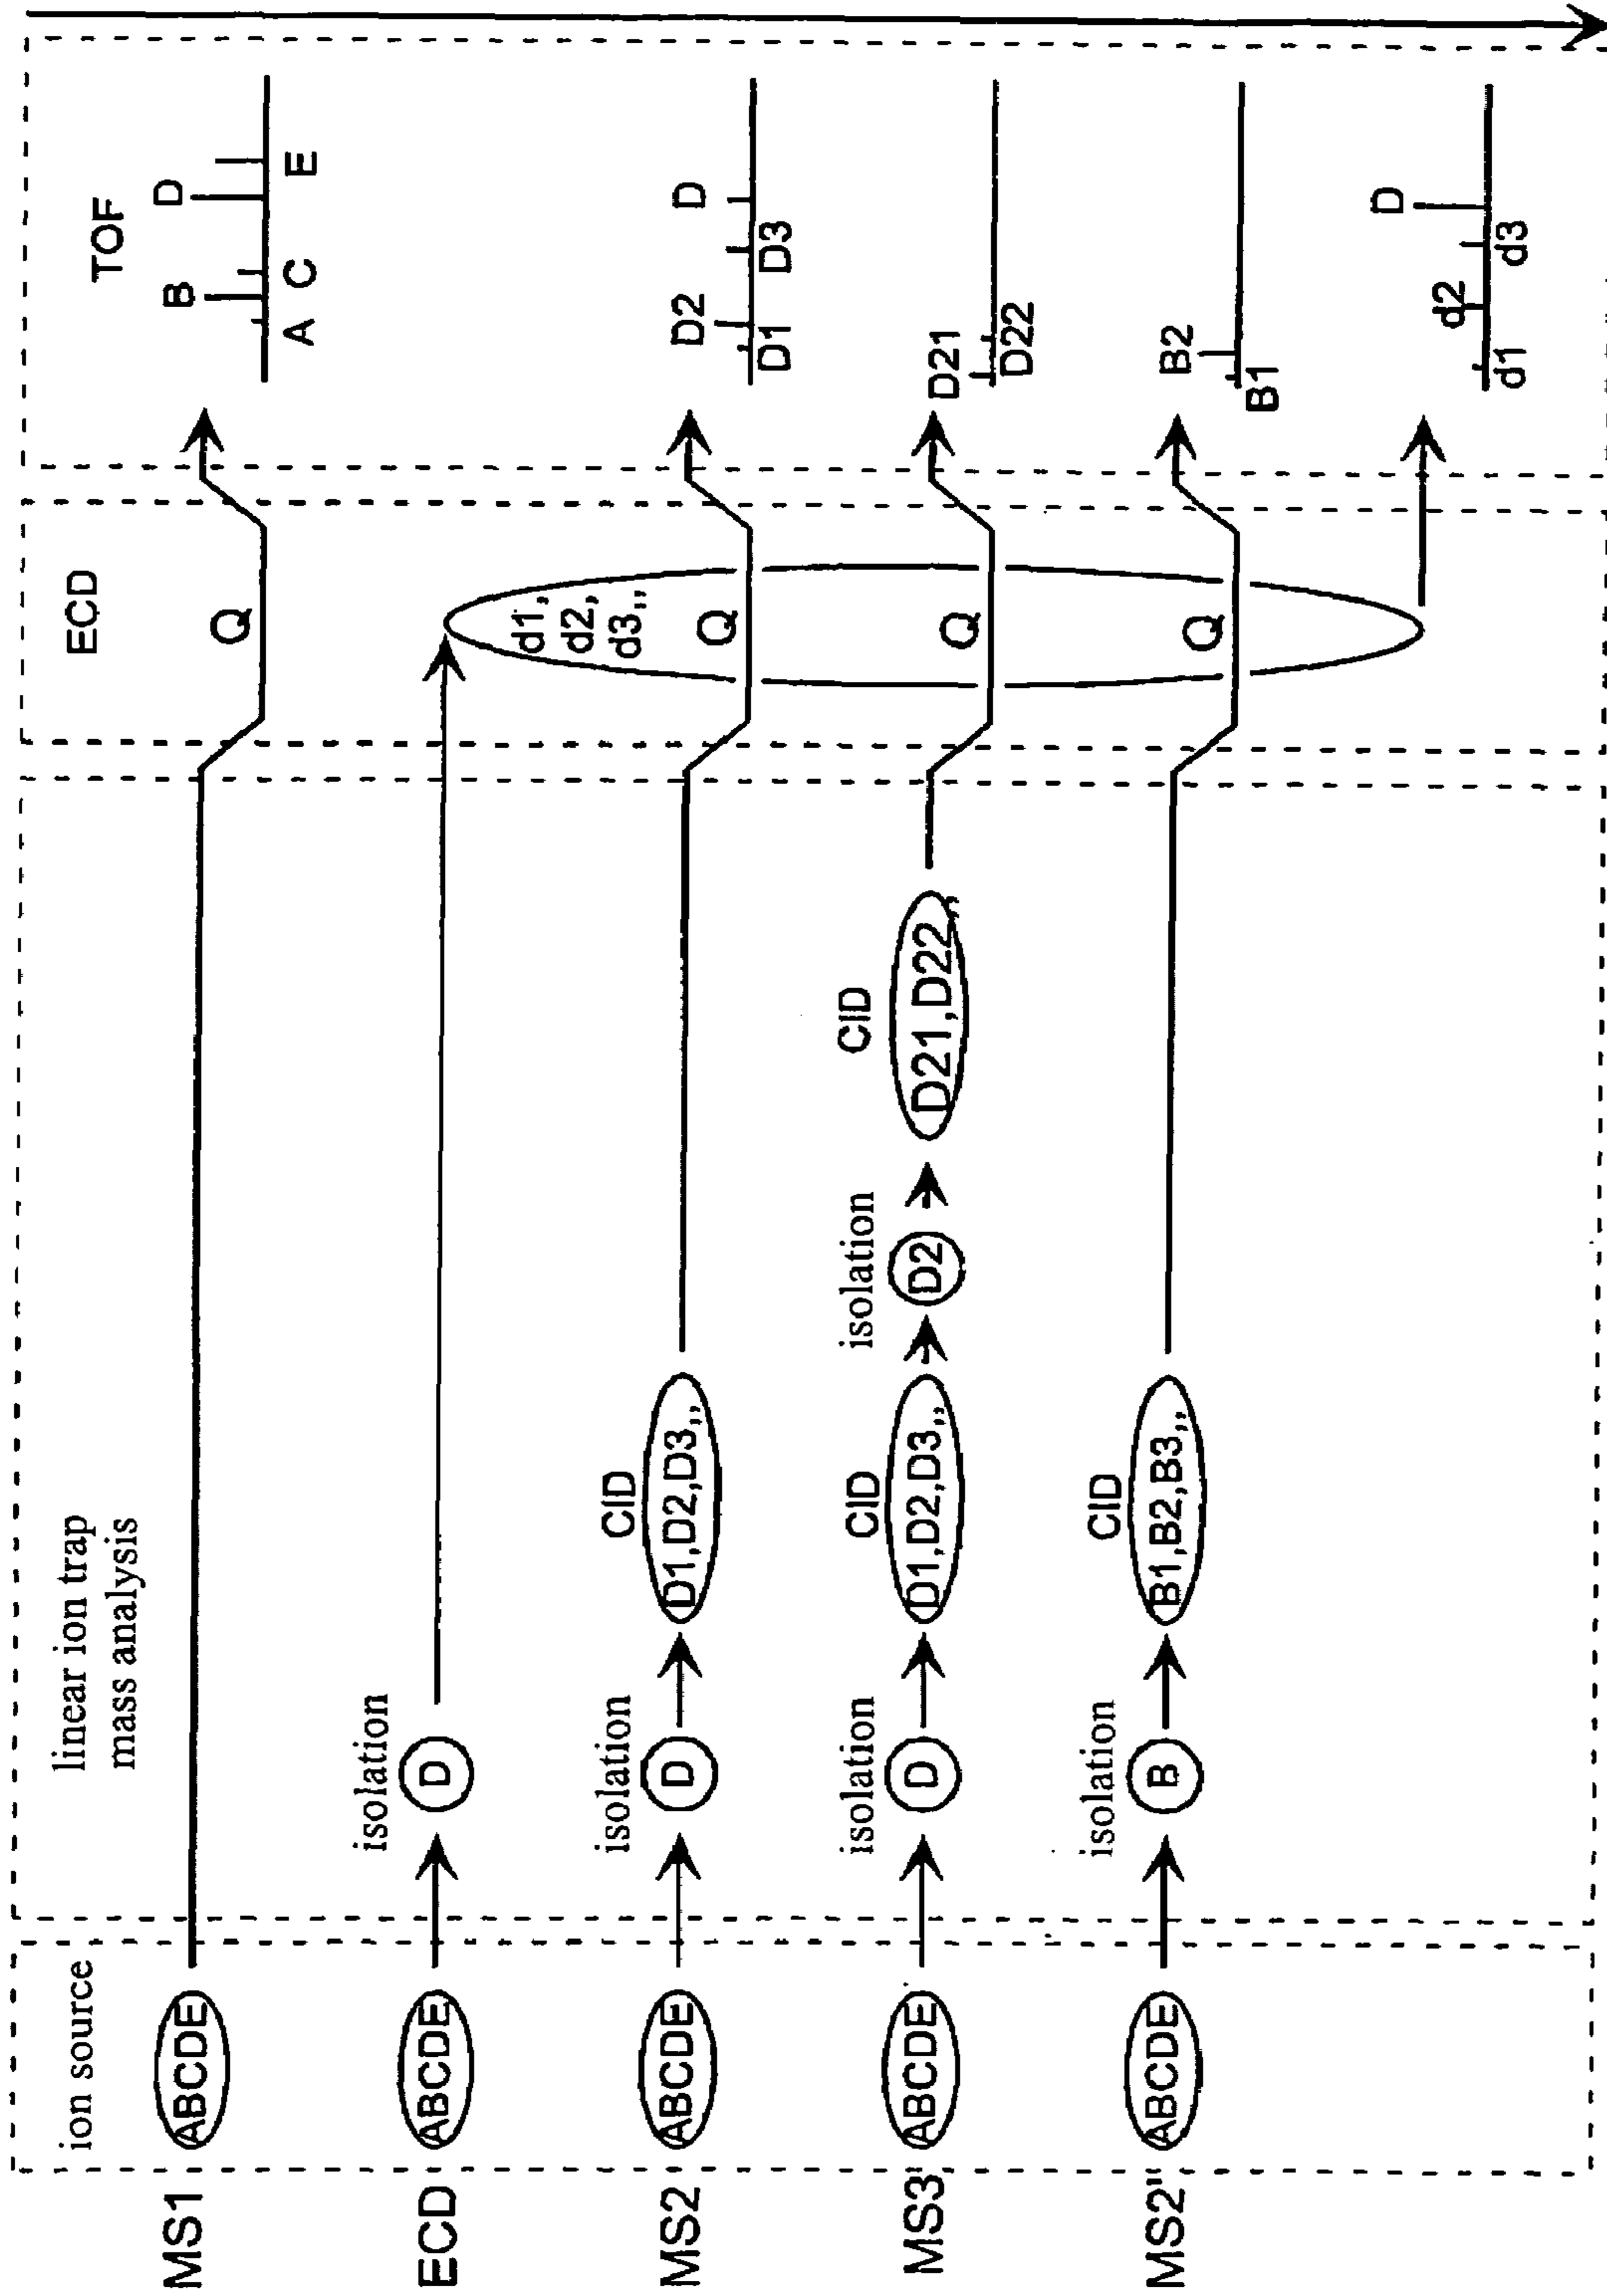 ion source
linear ion trap
mass analysis
ECD
TOF
MS1
ABCDE
Q
B
D
A
C
E
ECD
ABCDE
isolation
D
d1,
d2,
d3,,
MS2
ABCDE
isolation
D
CID
D1,D2,D3,,
Q
D2
D
D1
D3
MS3'
ABCDE
isolation
D
CID
D1,D2,D3,,
isolation
D2
CID
D21,D22,,
Q
D21
D22
MS2"
ABCDE
isolation
B
CID
B1,B2,B3,,
Q
B2
B1
d2
D
d1
d3